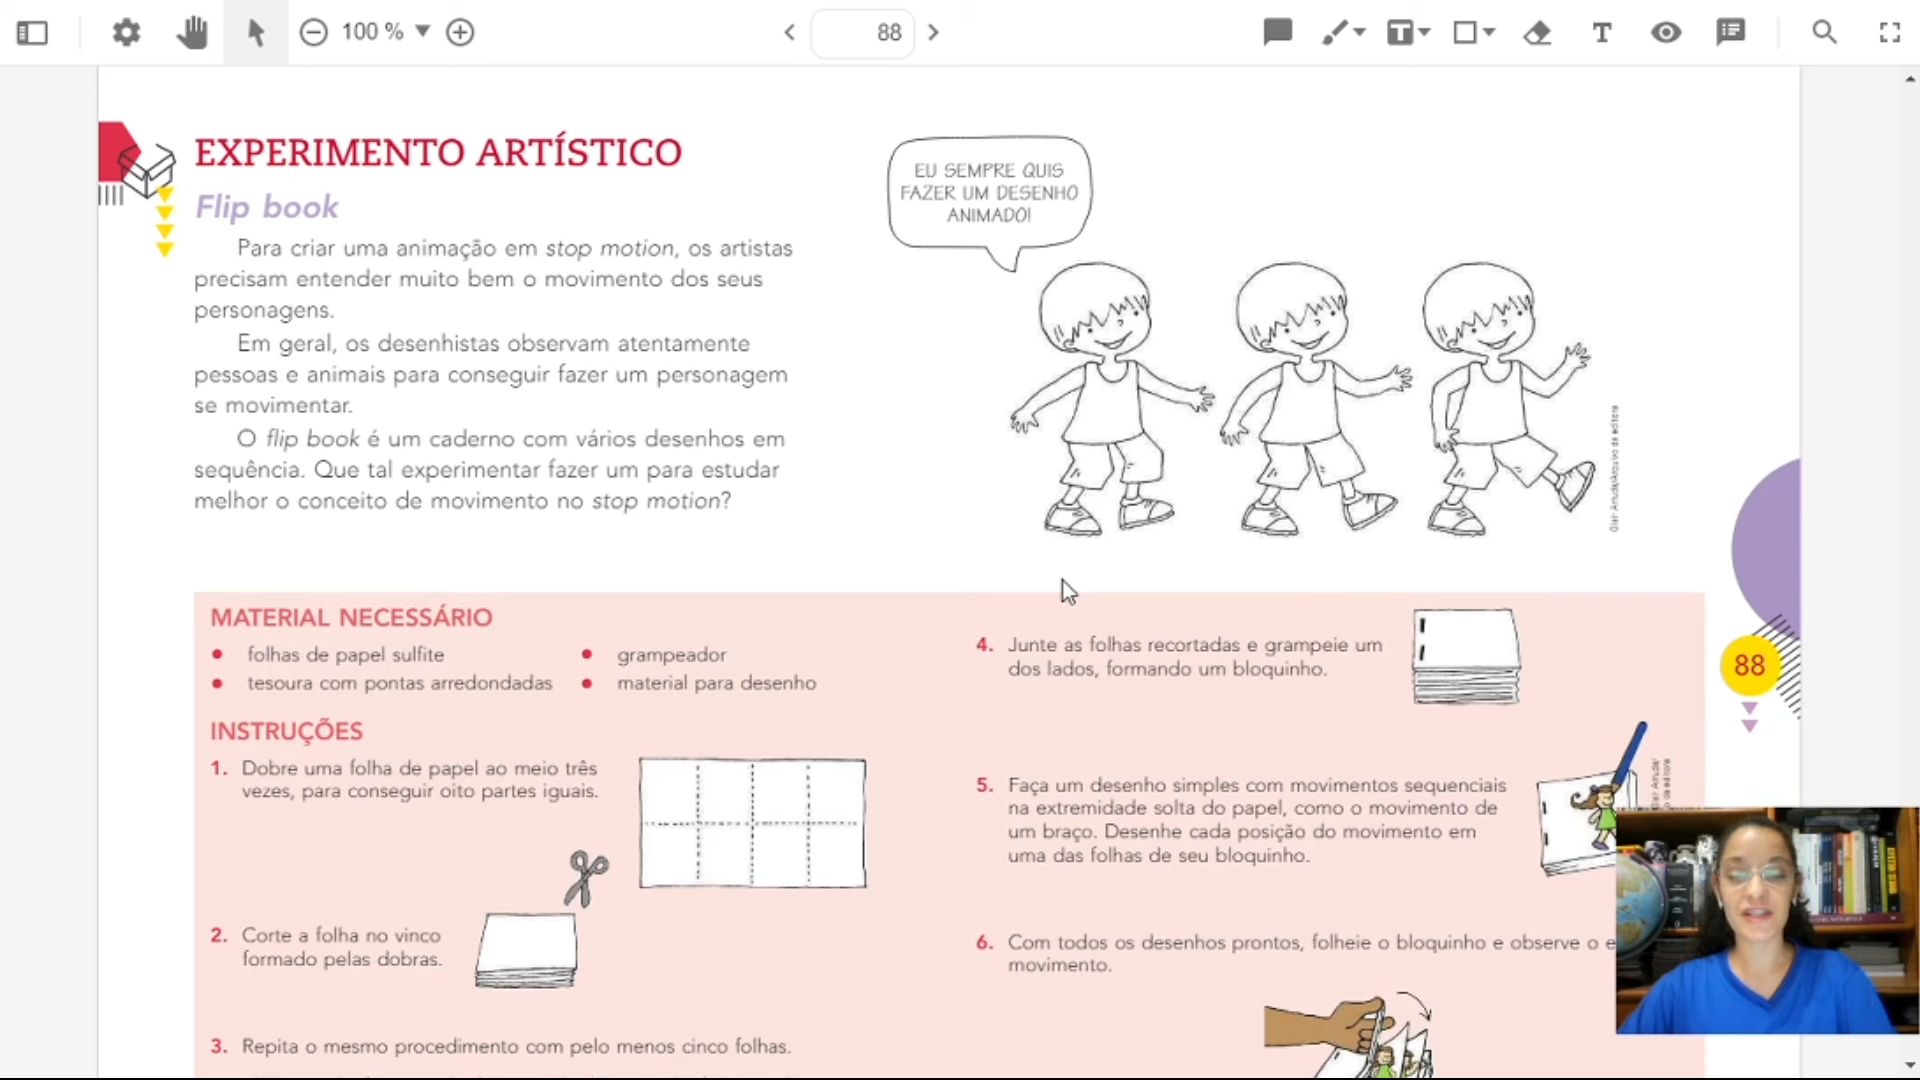 100 %
88
EXPERIMENTO ARTÍSTICO
Flip book
Para criar uma animação em stop motion, os artistas
precisam entender muito bem o movimento dos seus
personagens.
Em geral, os desenhistas observam atentamente
pessoas e animais para conseguir fazer um personagem
se movimentar.
O flip book é um caderno com vários desenhos em
sequência. Que tal experimentar fazer um para estudar
melhor o conceito de movimento no stop motion?
EU SEMPRE QUIS
FAZER UM DESENHO
ANIMADO!
MATERIAL NECESSÁRIO
folhas de papel sulfite
tesoura com pontas arredondadas
grampeador
material para desenho
INSTRUÇÕES
1. Dobre uma folha de papel ao meio três
vezes, para conseguir oito partes iguais.
2. Corte a folha no vinco
formado pelas dobras.
3. Repita o mesmo procedimento com pelo menos cinco folhas.
4. Junte as folhas recortadas e grampeie um
dos lados, formando um bloquinho.
5. Faça um desenho simples com movimentos sequenciais
na extremidade solta do papel, como o movimento de
um braço. Desenhe cada posição do movimento em
uma das folhas de seu bloquinho.
6. Com todos os desenhos prontos, folheie o bloquinho e observe o e
movimento.
88